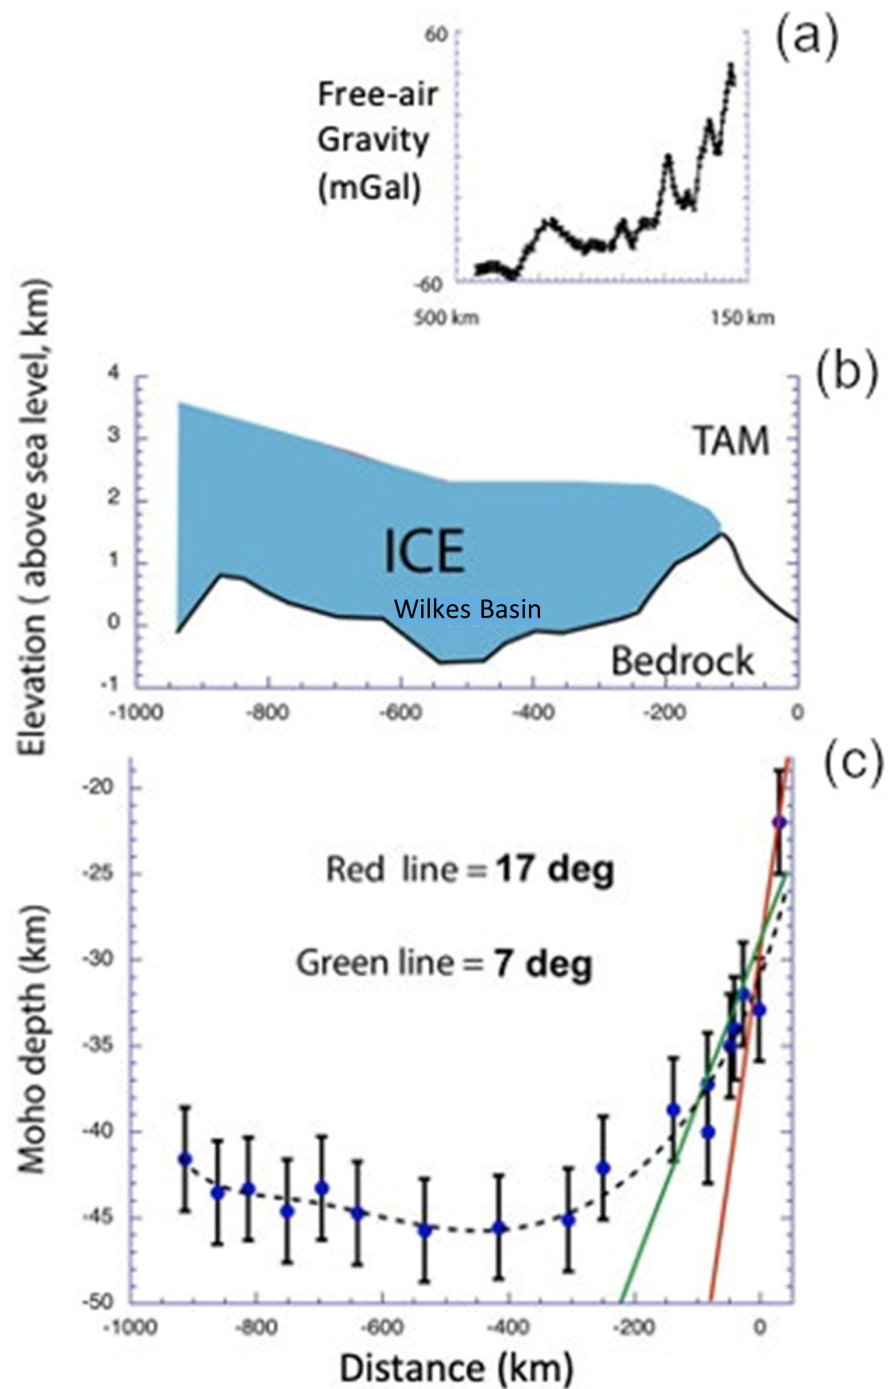 (a)
60
Free-air
Gravity
(mGal)
-60
500 km
150 km
Elevation ( above sea level, km)
(b)
4
3
2
1
0
-1
TAM
ICE
Wilkes Basin
Bedrock
-1000 -800 -600 -400 -200 0
(c)
Moho depth (km)
-20
-25
-30
-35
-40
-45
-50
Red line = 17 deg
Green line = 7 deg
-1000 -800 -600 -400 -200 0
Distance (km)